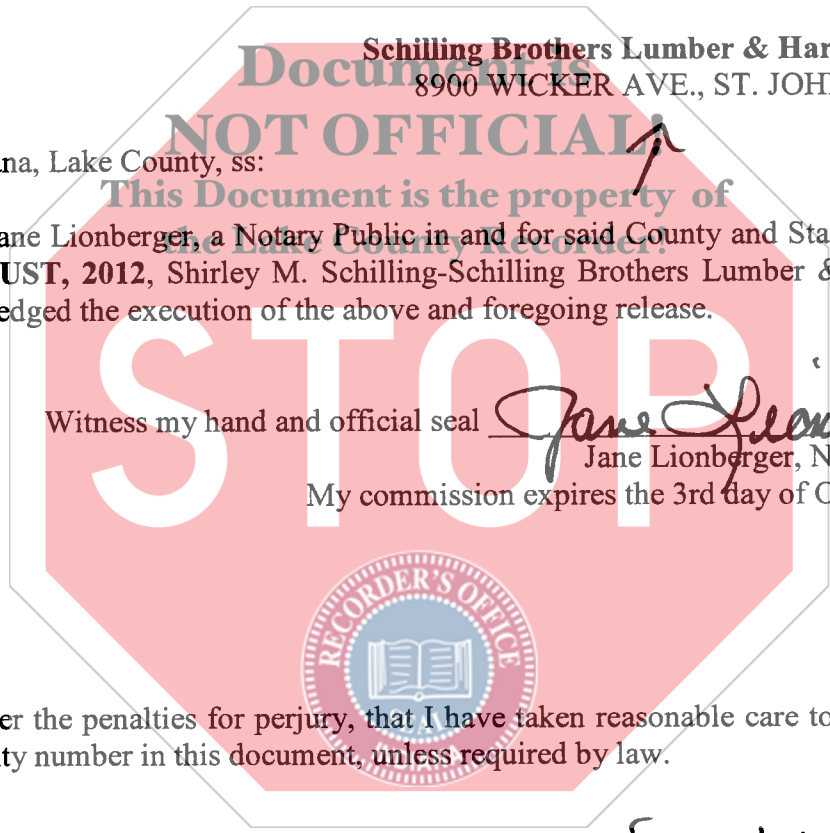 Schilling Brothers Lumber & Har
Document is
8900 WICKER AVE., ST. JOH
NOT OFFICIAL!
na, Lake County, ss:
This Document is the property of
ane Lionberger, a Notary Public in and for said County and Sta
the Lake County Recorder!
UST, 2012, Shirley M. Schilling-Schilling Brothers Lumber &
edged the execution of the above and foregoing release.
STOP
Witness my hand and official seal Jane Lion
Jane Lionberger, N
My commission expires the 3rd day of O
RECORDER'S OFFICE
SEAL
INDIANA
er the penalties for perjury, that I have taken reasonable care to
ty number in this document, unless required by law.